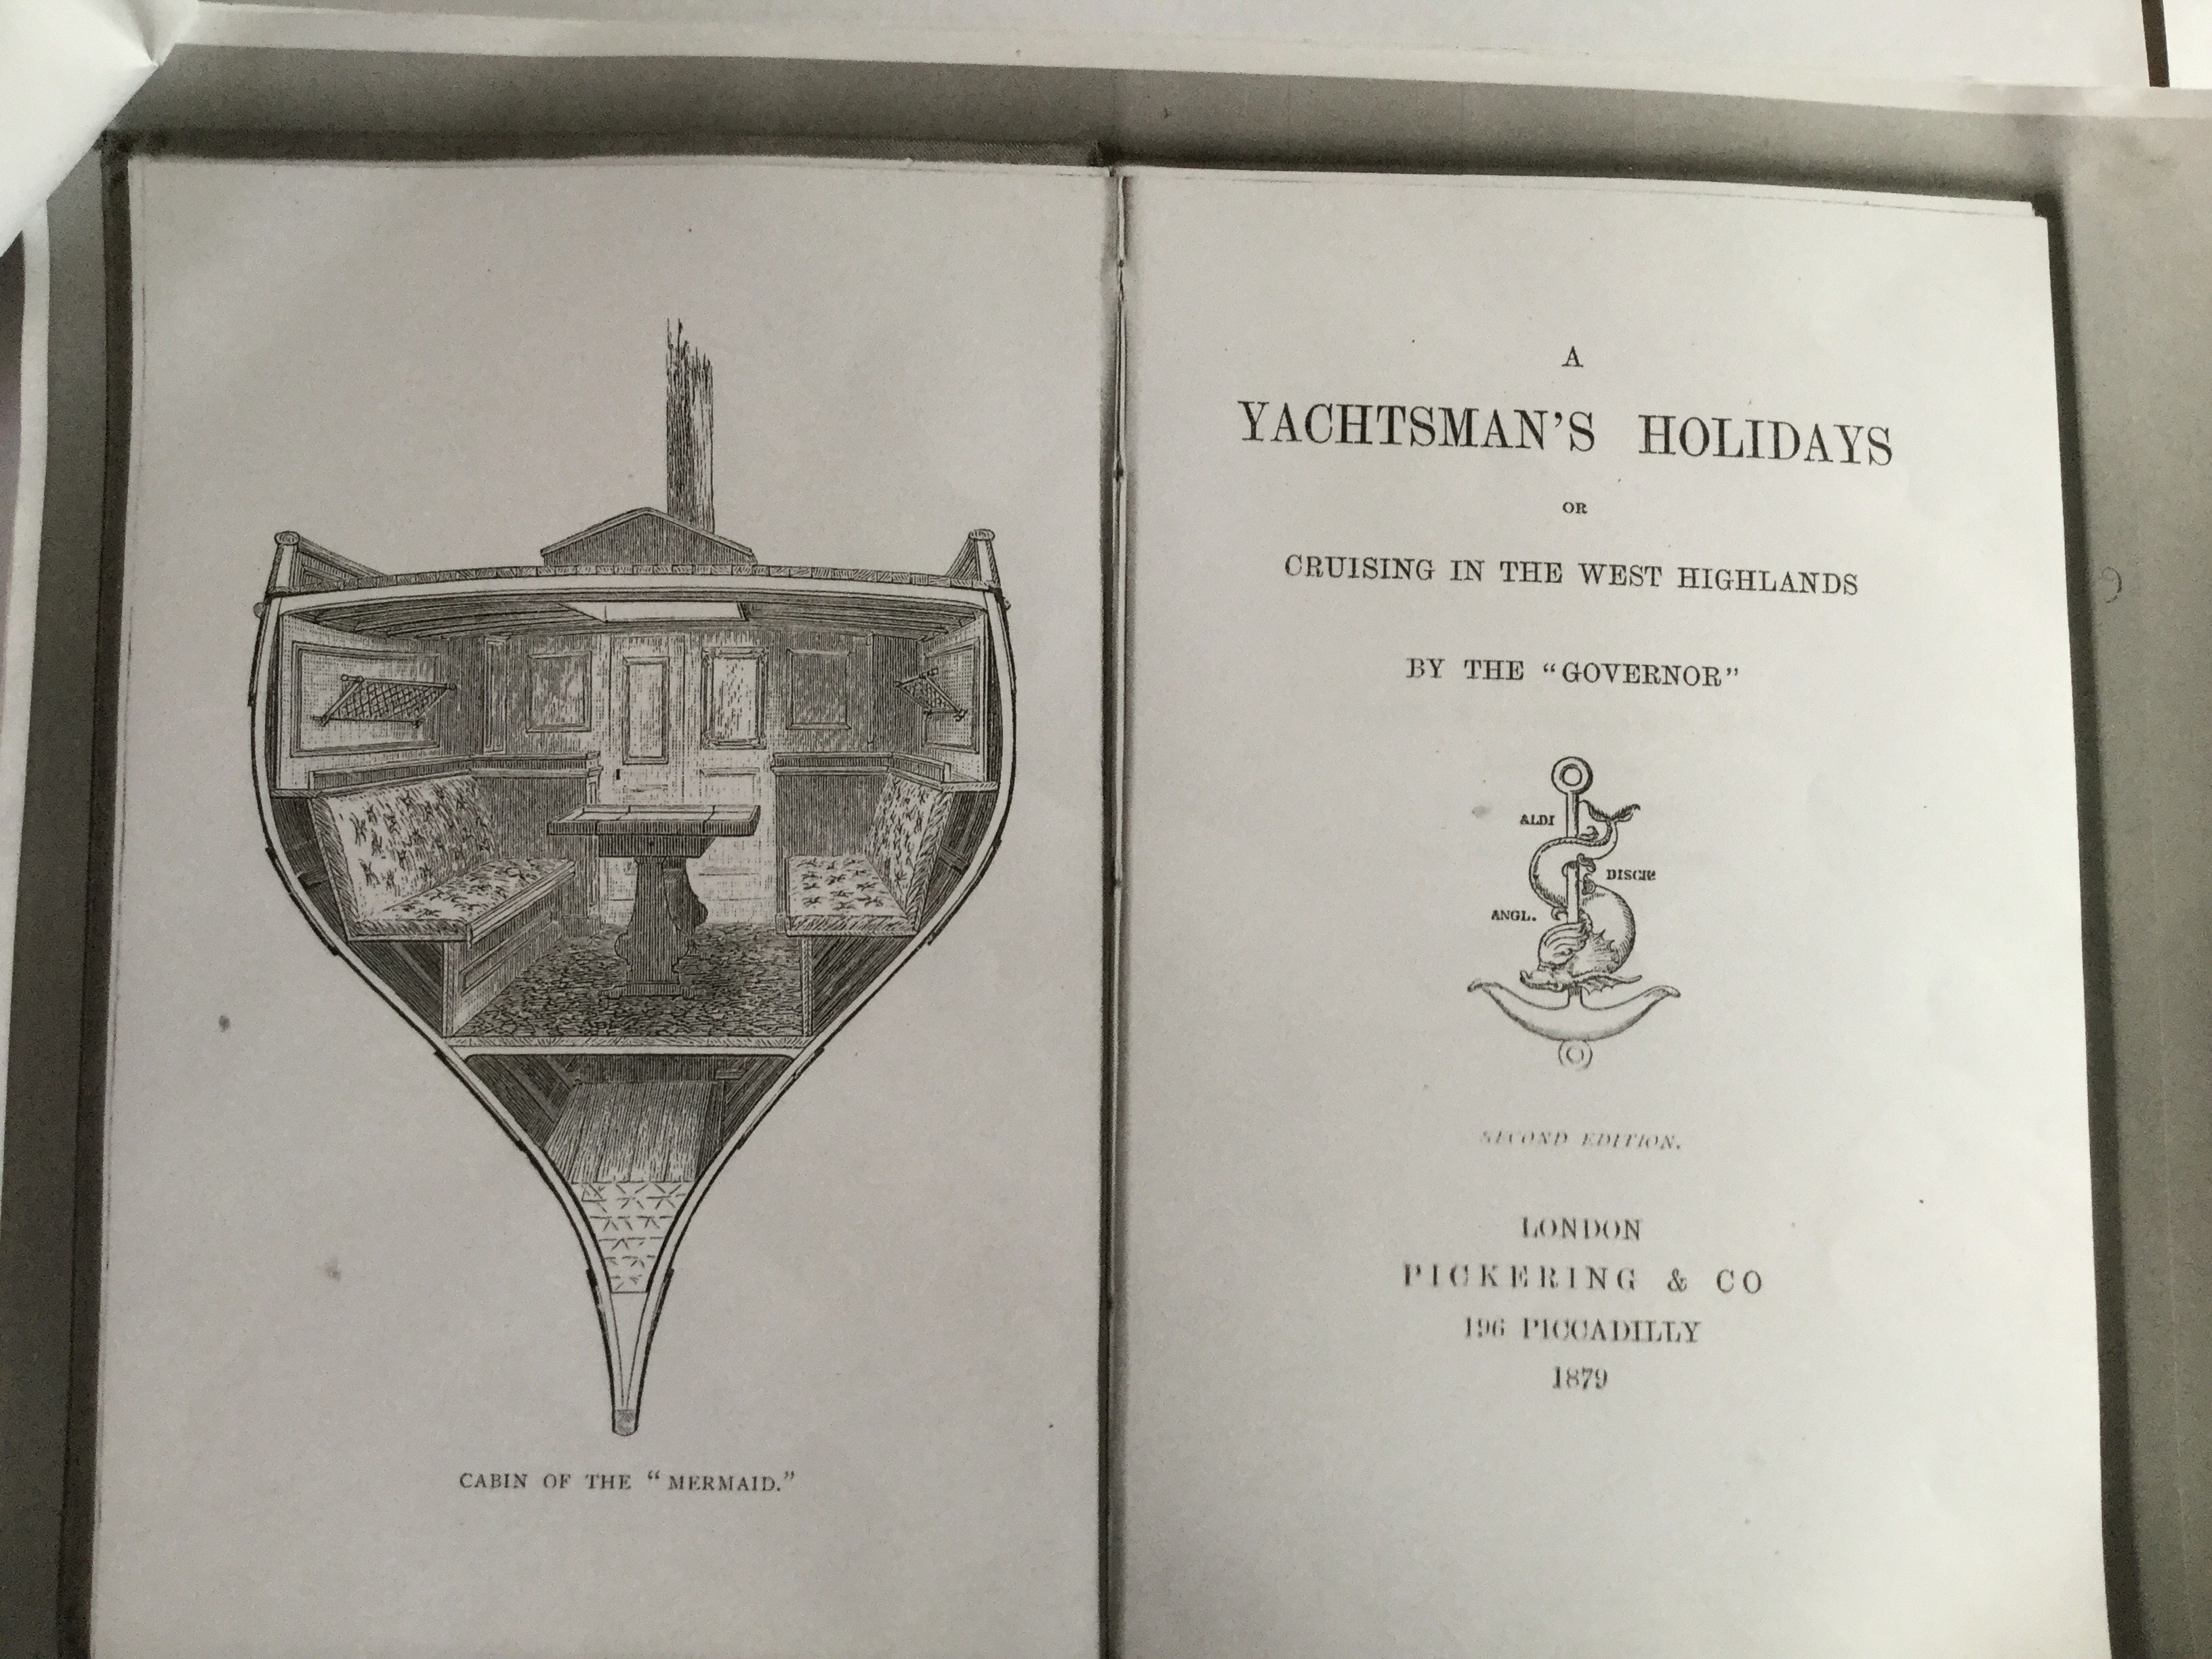 CABIN OF THE "MERMAID."
A
YACHTSMAN'S HOLIDAYS
OR
CRUISING IN THE WEST HIGHLANDS
BY THE "GOVERNOR"
ALDI
DISCIP
ANGL.
SECOND EDITION.
LONDON
PICKERING & CO
196 PICCADILLY
1879